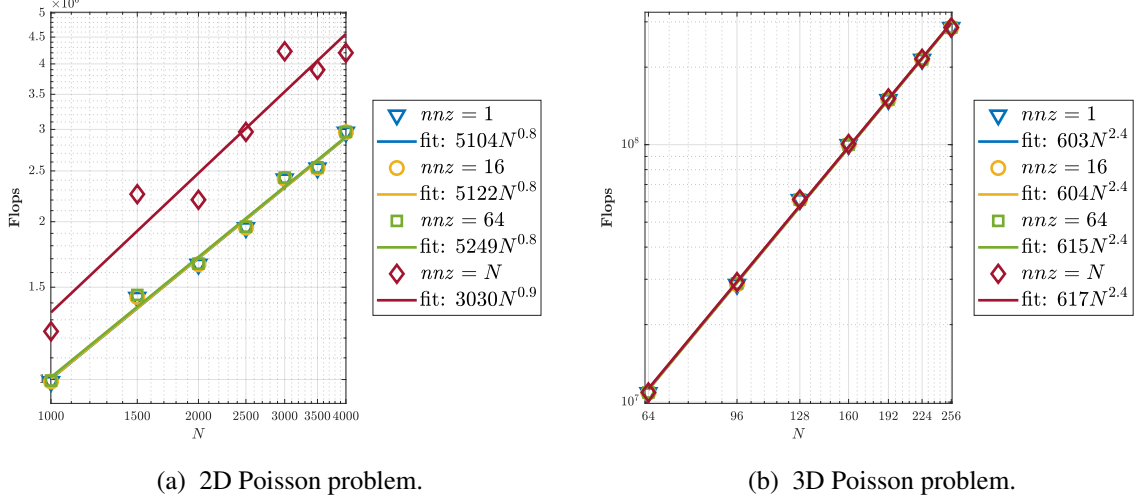 5
4.5
4
3.5
3
2.5
2
1.5
1
Flops
1000 1500 2000 2500 3000 3500 4000
N
nnz = 1
fit: 5104N^0.8
nnz = 16
fit: 5122N^0.8
nnz = 64
fit: 5249N^0.8
nnz = N
fit: 3030N^0.9
(a) 2D Poisson problem.
10^8
10^7
Flops
64 96 128 160 192 224 256
N
nnz = 1
fit: 603N^2.4
nnz = 16
fit: 604N^2.4
nnz = 64
fit: 615N^2.4
nnz = N
fit: 617N^2.4
(b) 3D Poisson problem.